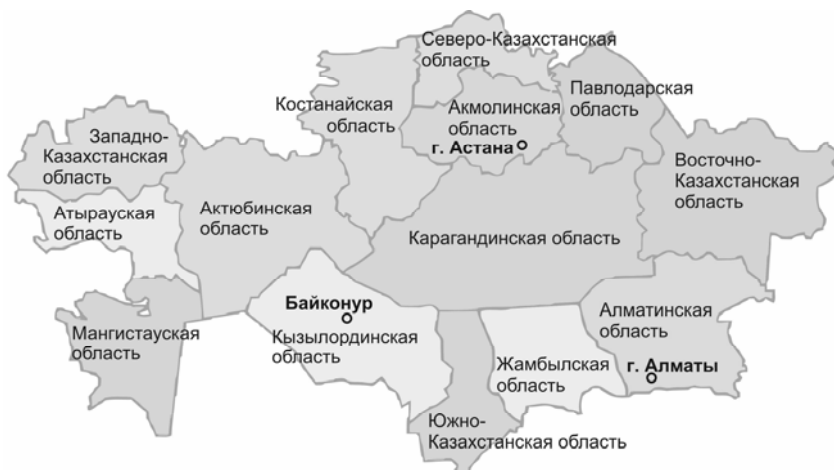 Северо-Казахстанская
область
Костанайская
область
Акмолинская
область
г. Астана
Павлодарская
область
Западно-
Казахстанская
область
Восточно-
Казахстанская
область
Атырауская
область
Актюбинская
область
Карагандинская область
Мангистауская
область
Байконур
Кызылординская
область
Алматинская
область
г. Алматы
Жамбылская
область
Южно-
Казахстанская область